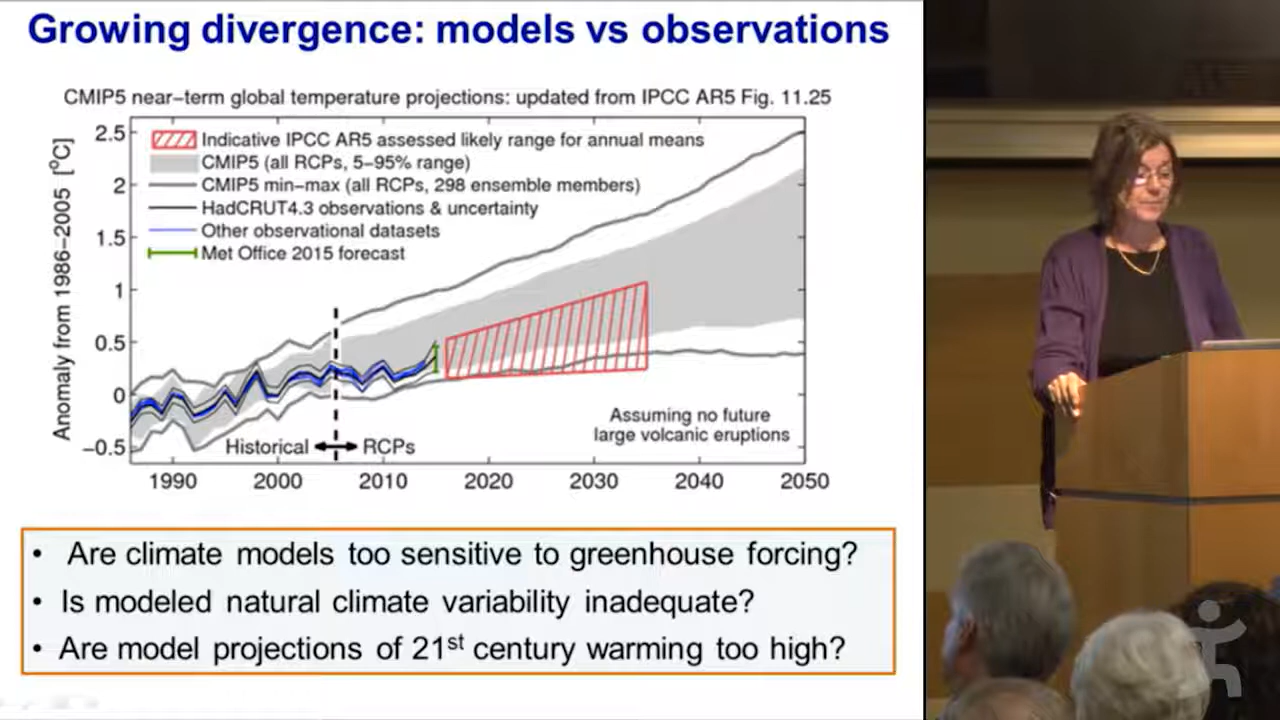 Growing divergence: models vs observations
CMIP5 near-term global temperature projections: updated from IPCC AR5 Fig. 11.25
Anomaly from 1986-2005 [°C]
2.5
2
1.5
1
0.5
0
-0.5
Indicative IPCC AR5 assessed likely range for annual means
CMIP5 (all RCPs, 5-95% range)
CMIP5 min-max (all RCPs, 298 ensemble members)
HadCRUT4.3 observations & uncertainty
Other observational datasets
Met Office 2015 forecast
Assuming no future
large volcanic eruptions
Historical
RCPs
1990 2000 2010 2020 2030 2040 2050
• Are climate models too sensitive to greenhouse forcing?
• Is modeled natural climate variability inadequate?
• Are model projections of 21st century warming too high?